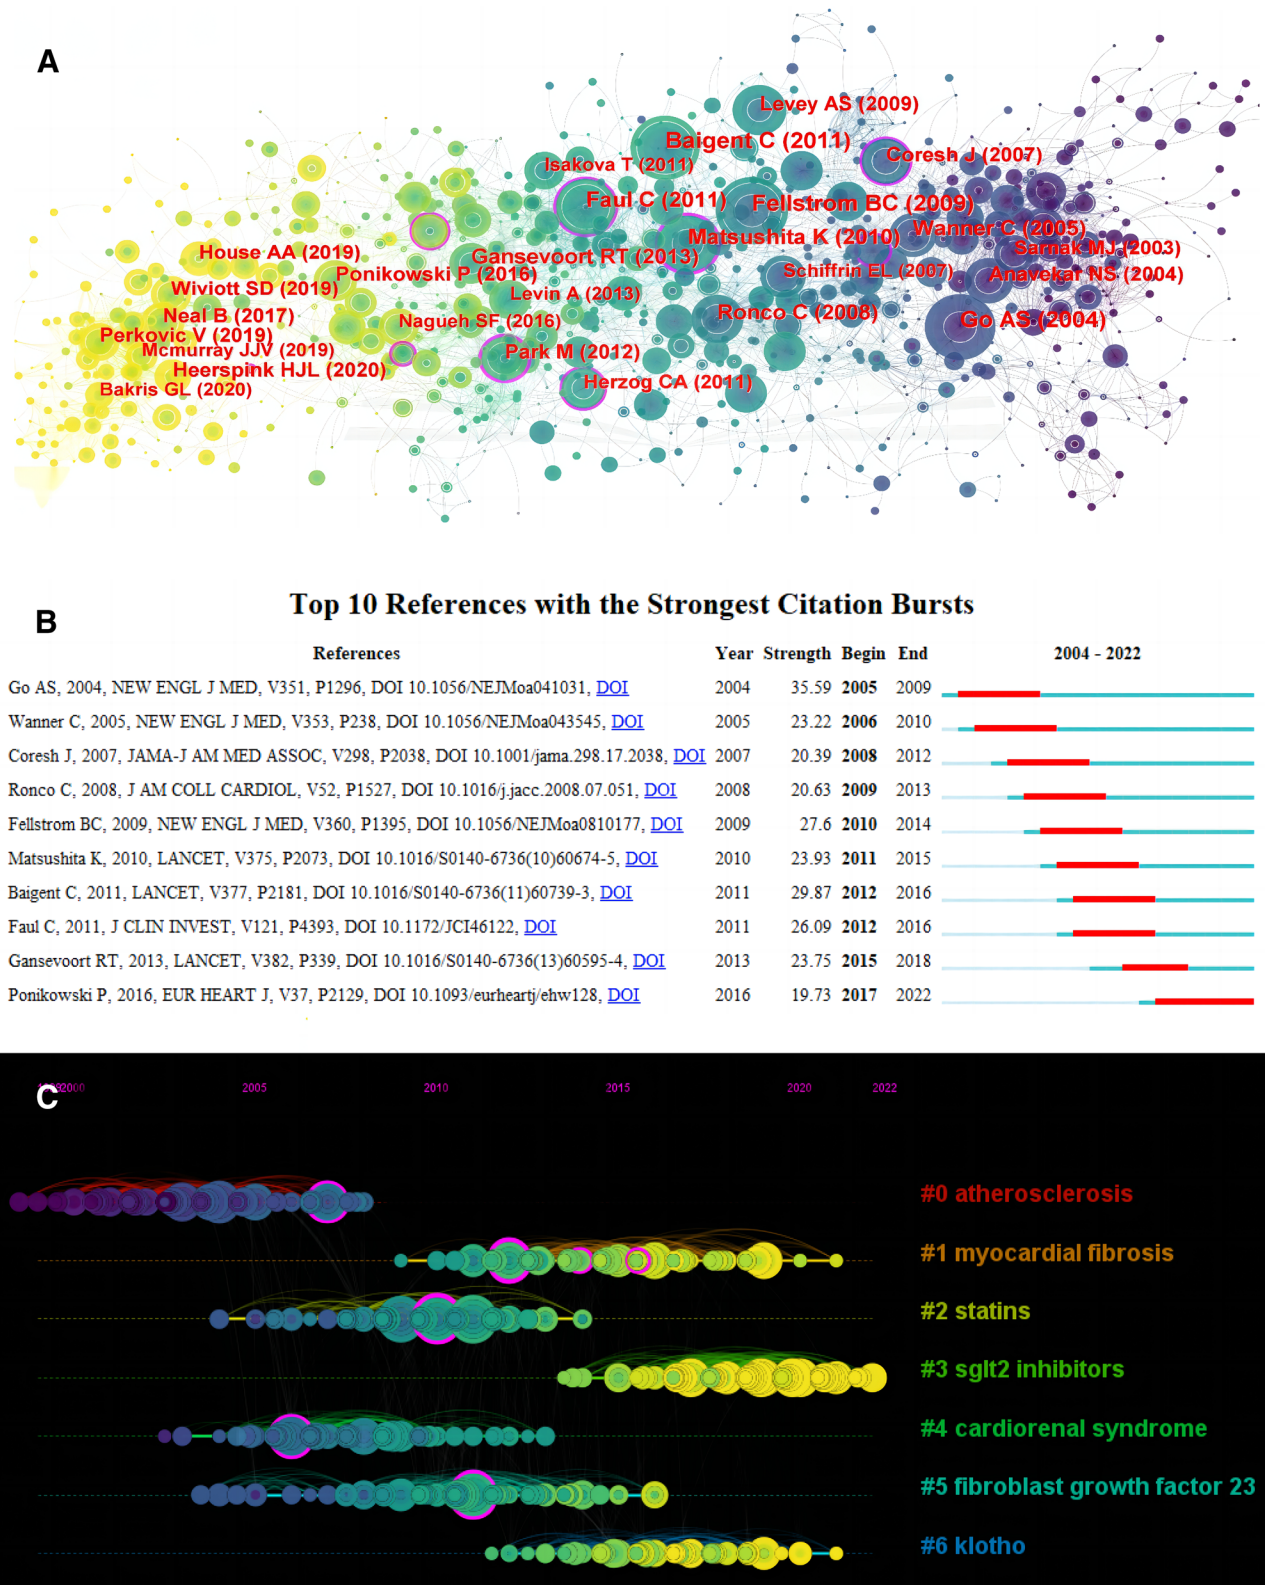 A
Levey AS (2009)
Baigent C (2011)
Coresh J (2007)
Isakova T (2011)
Faul C (2011)
Fellstrom BC (2009)
Wanner C (2005)
Matsushita K (2010)
Sarnak MJ (2003)
House AA (2019)
Gansevoort RT (2013)
Ponikowski P (2016)
Schiffrin EL (2007)
Anavekar NS (2004)
Wiviott SD (2019)
Levin A (2013)
Neal B (2017)
Nagueh SF (2016)
Ronco C (2008)
Go AS (2004)
Perkovic V (2019)
Mcmurray JJV (2019)
Park M (2012)
Heerspink HJL (2020)
Herzog CA (2011)
Bakris GL (2020)
B
Top 10 References with the Strongest Citation Bursts
References Year Strength Begin End 2004 - 2022
Go AS, 2004, NEW ENGL J MED, V351, P1296, DOI 10.1056/NEJMoa041031, DOI 2004 35.59 2005 2009
Wanner C, 2005, NEW ENGL J MED, V353, P238, DOI 10.1056/NEJMoa043545, DOI 2005 23.22 2006 2010
Coresh J, 2007, JAMA-J AM MED ASSOC, V298, P2038, DOI 10.1001/jama.298.17.2038, DOI 2007 20.39 2008 2012
Ronco C, 2008, J AM COLL CARDIOL, V52, P1527, DOI 10.1016/j.jacc.2008.07.051, DOI 2008 20.63 2009 2013
Fellstrom BC, 2009, NEW ENGL J MED, V360, P1395, DOI 10.1056/NEJMoa0810177, DOI 2009 27.6 2010 2014
Matsushita K, 2010, LANCET, V375, P2073, DOI 10.1016/S0140-6736(10)60674-5, DOI 2010 23.93 2011 2015
Baigent C, 2011, LANCET, V377, P2181, DOI 10.1016/S0140-6736(11)60739-3, DOI 2011 29.87 2012 2016
Faul C, 2011, J CLIN INVEST, V121, P4393, DOI 10.1172/JCI46122, DOI 2011 26.09 2012 2016
Gansevoort RT, 2013, LANCET, V382, P339, DOI 10.1016/S0140-6736(13)60595-4, DOI 2013 23.75 2015 2018
Ponikowski P, 2016, EUR HEART J, V37, P2129, DOI 10.1093/eurheartj/ehw128, DOI 2016 19.73 2017 2022
C
2000 2005 2010 2015 2020 2022
#0 atherosclerosis
#1 myocardial fibrosis
#2 statins
#3 sglt2 inhibitors
#4 cardiorenal syndrome
#5 fibroblast growth factor 23
#6 klotho